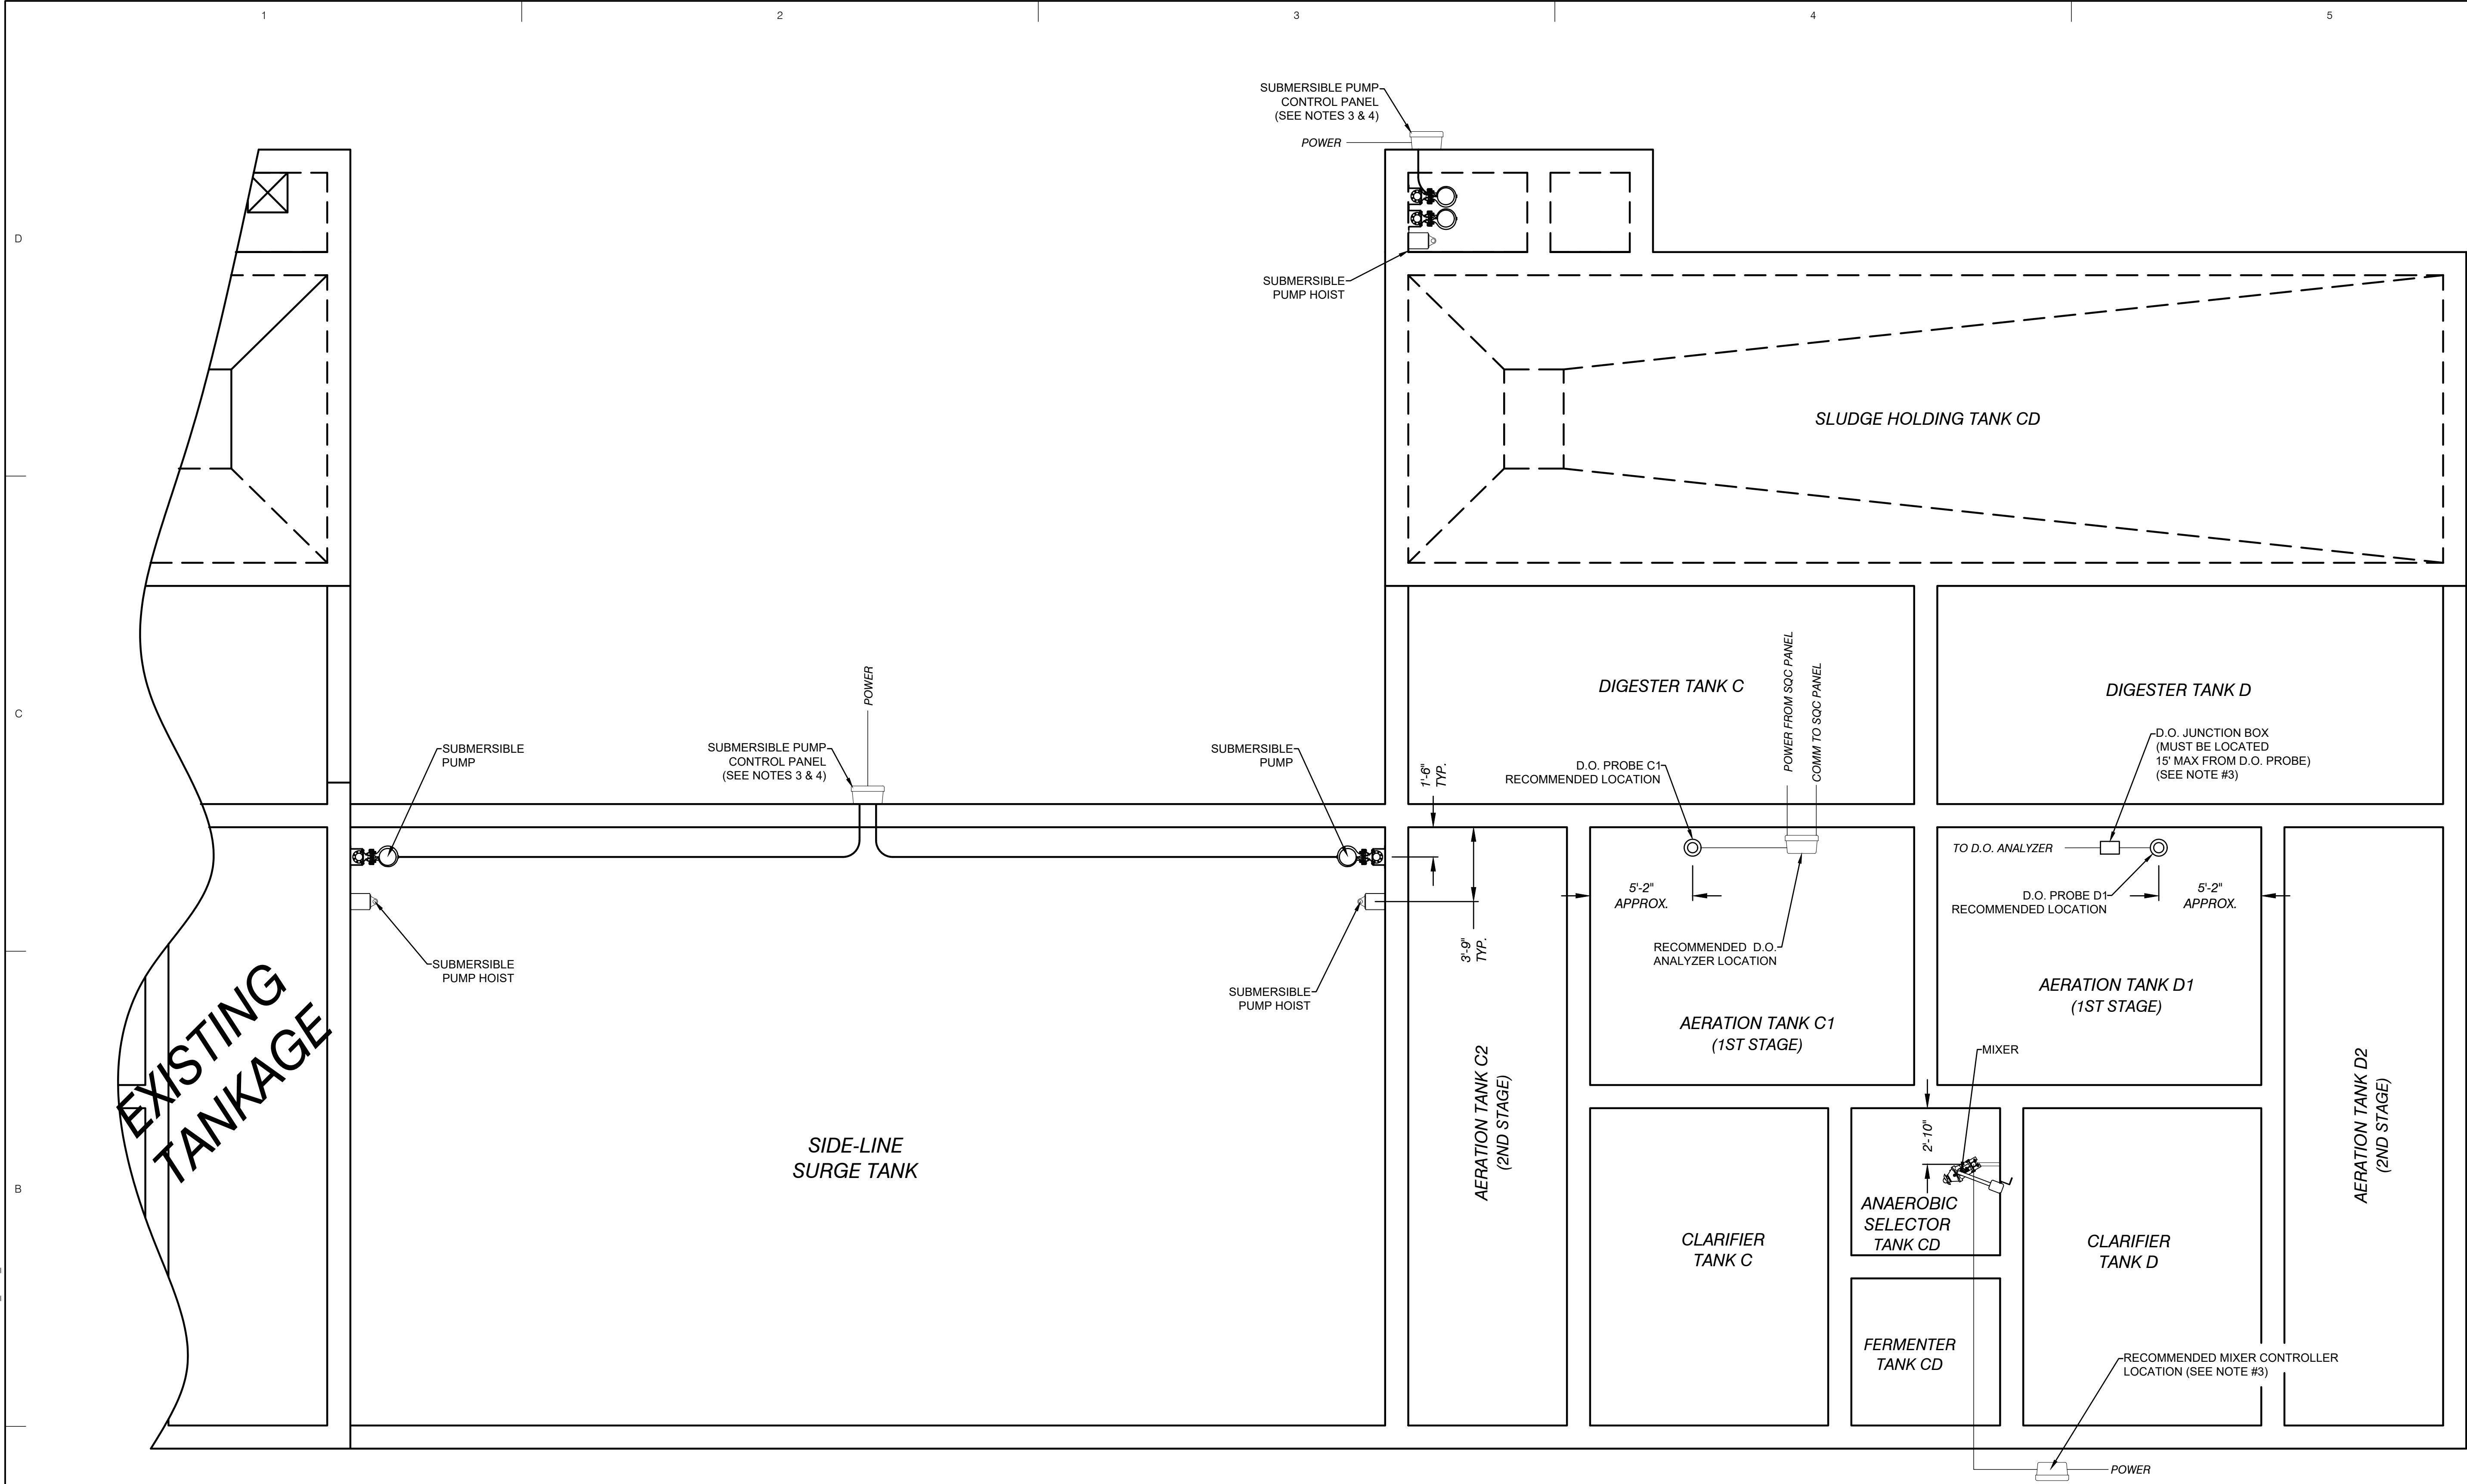 1
2
3
4
5
D
C
B
SUBMERSIBLE PUMP
CONTROL PANEL
(SEE NOTES 3 & 4)
POWER
SUBMERSIBLE
PUMP HOIST
SLUDGE HOLDING TANK CD
DIGESTER TANK C
POWER FROM SQC PANEL
COMM TO SQC PANEL
DIGESTER TANK D
D.O. JUNCTION BOX
(MUST BE LOCATED
15' MAX FROM D.O. PROBE)
(SEE NOTE #3)
POWER
SUBMERSIBLE
PUMP
SUBMERSIBLE PUMP
CONTROL PANEL
(SEE NOTES 3 & 4)
SUBMERSIBLE
PUMP
1'-6"
TYP.
D.O. PROBE C1
RECOMMENDED LOCATION
TO D.O. ANALYZER
5'-2"
APPROX.
D.O. PROBE D1
RECOMMENDED LOCATION
5'-2"
APPROX.
3'-9"
TYP.
RECOMMENDED D.O.
ANALYZER LOCATION
SUBMERSIBLE
PUMP HOIST
SUBMERSIBLE
PUMP HOIST
EXISTING
TANKAGE
AERATION TANK C1
(1ST STAGE)
AERATION TANK D1
(1ST STAGE)
MIXER
AERATION TANK C2
(2ND STAGE)
AERATION TANK D2
(2ND STAGE)
SIDE-LINE
SURGE TANK
2'-10"
ANAEROBIC
SELECTOR
TANK CD
CLARIFIER
TANK C
CLARIFIER
TANK D
FERMENTER
TANK CD
RECOMMENDED MIXER CONTROLLER
LOCATION (SEE NOTE #3)
POWER